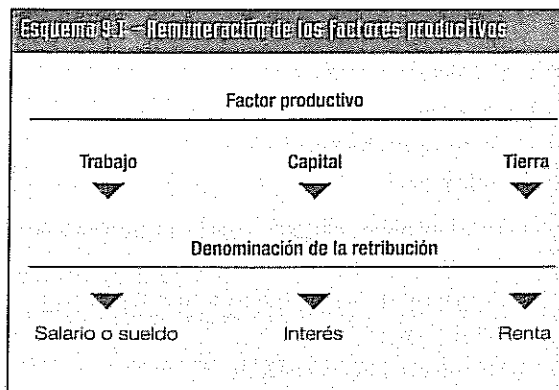 Esquema 9.1 – Remuneración de los factores productivos
Factor productivo
Trabajo Capital Tierra
Denominación de la retribución
Salario o sueldo Interés Renta